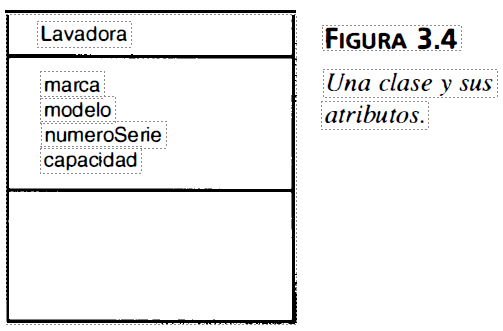 Lavadora
marca
modelo
numeroSerie
capacidad
FIGURA 3.4
Una clase y sus
atributos.